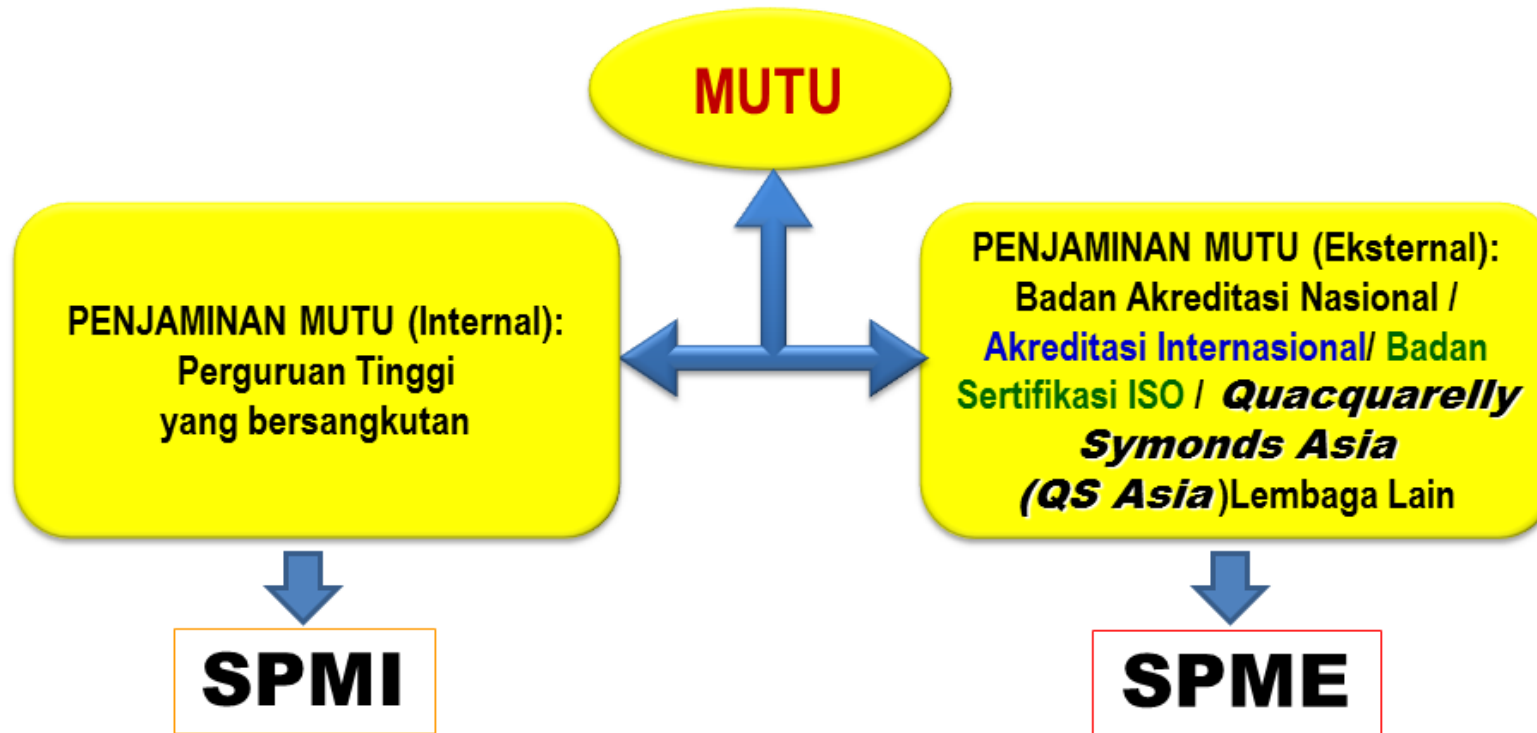 MUTU
PENJAMINAN MUTU (Internal):
Perguruan Tinggi
yang bersangkutan
PENJAMINAN MUTU (Eksternal):
Badan Akreditasi Nasional /
Akreditasi Internasional/ Badan
Sertifikasi ISO / Quacquarelly
Symonds Asia
(QS Asia)Lembaga Lain
SPMI
SPME